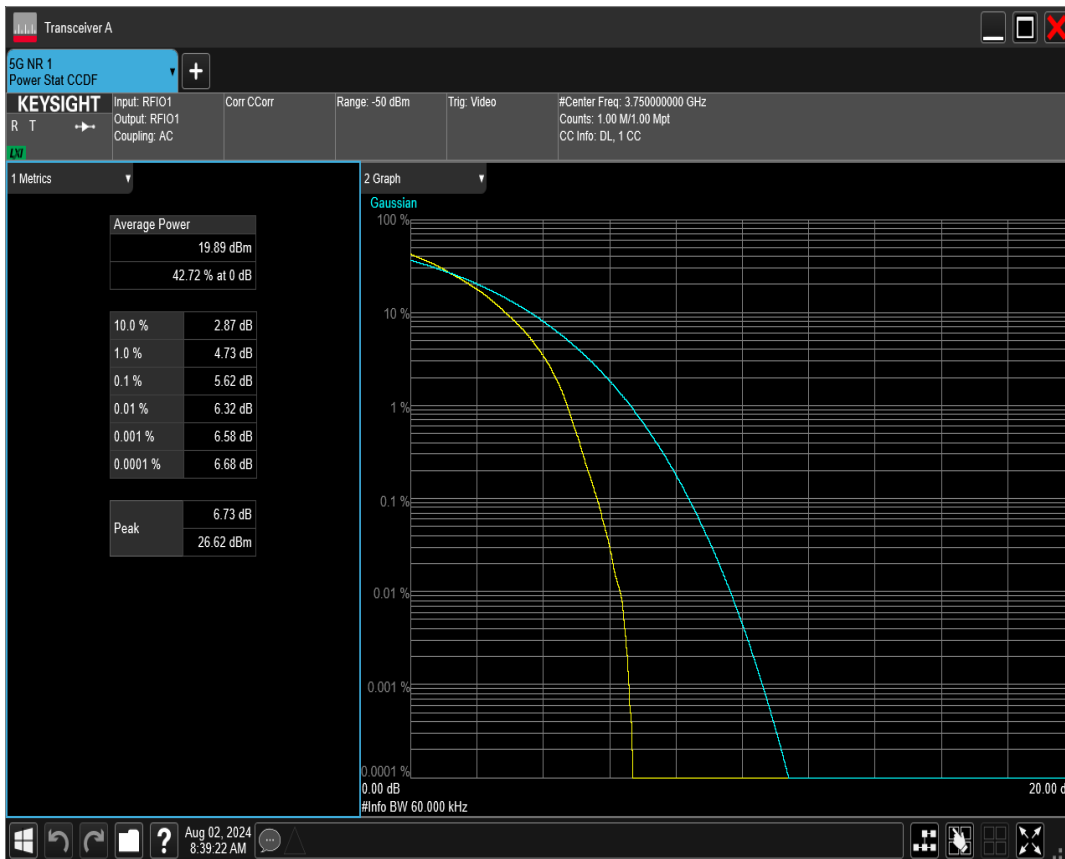 Transceiver A
5G NR 1
Power Stat CCDF
KEYSIGHT
R T
LXI
Input: RFIO1
Output: RFIO1
Coupling: AC
Corr CCorr
Range: -50 dBm
Trig: Video
#Center Freq: 3.750000000 GHz
Counts: 1.00 M/1.00 Mpt
CC Info: DL, 1 CC
1 Metrics
Average Power
19.89 dBm
42.72 % at 0 dB
10.0 % 2.87 dB
1.0 % 4.73 dB
0.1 % 5.62 dB
0.01 % 6.32 dB
0.001 % 6.58 dB
0.0001 % 6.68 dB
Peak 6.73 dB
26.62 dBm
2 Graph
Gaussian
100 %
10 %
1 %
0.1 %
0.01 %
0.001 %
0.0001 %
0.00 dB 20.00 d
#Info BW 60.000 kHz
Aug 02, 2024
8:39:22 AM